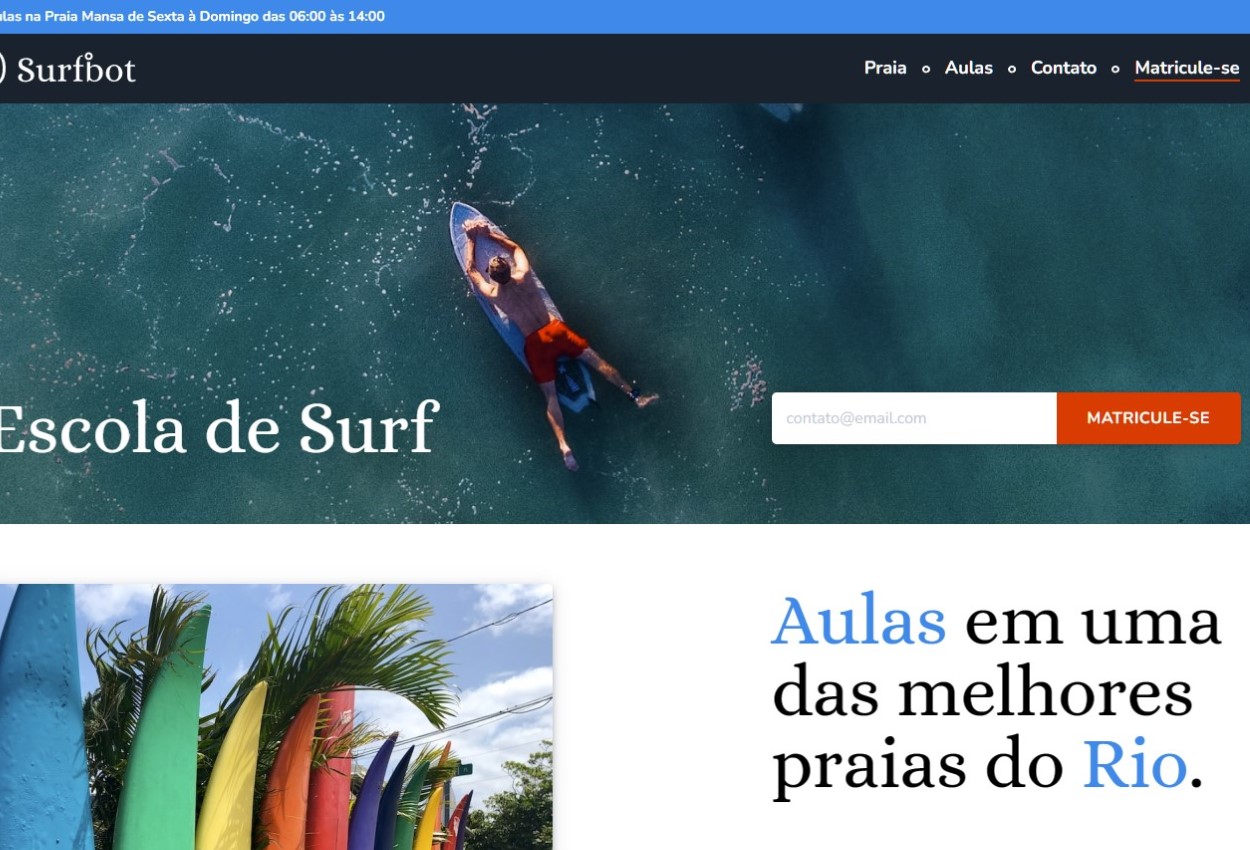 na Praia Mansa de Sexta à Domingo das 06:00 às 14:00
Surfbot
Praia
Aulas
Contato
Matricule-se
Escola de Surf
contato@email.com
MATRICULE-SE
Aulas em uma
das melhores
praias do Rio.